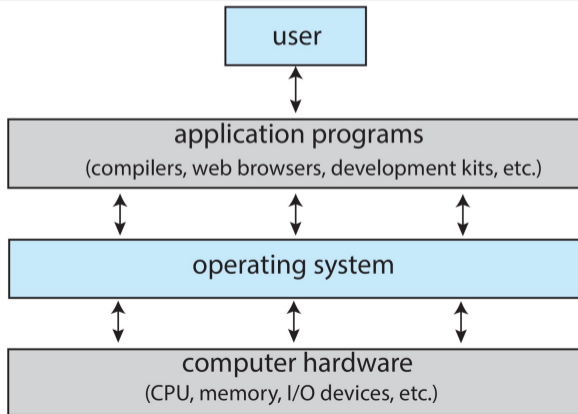 user
application programs
(compilers, web browsers, development kits, etc.)
operating system
computer hardware
(CPU, memory, I/O devices, etc.)